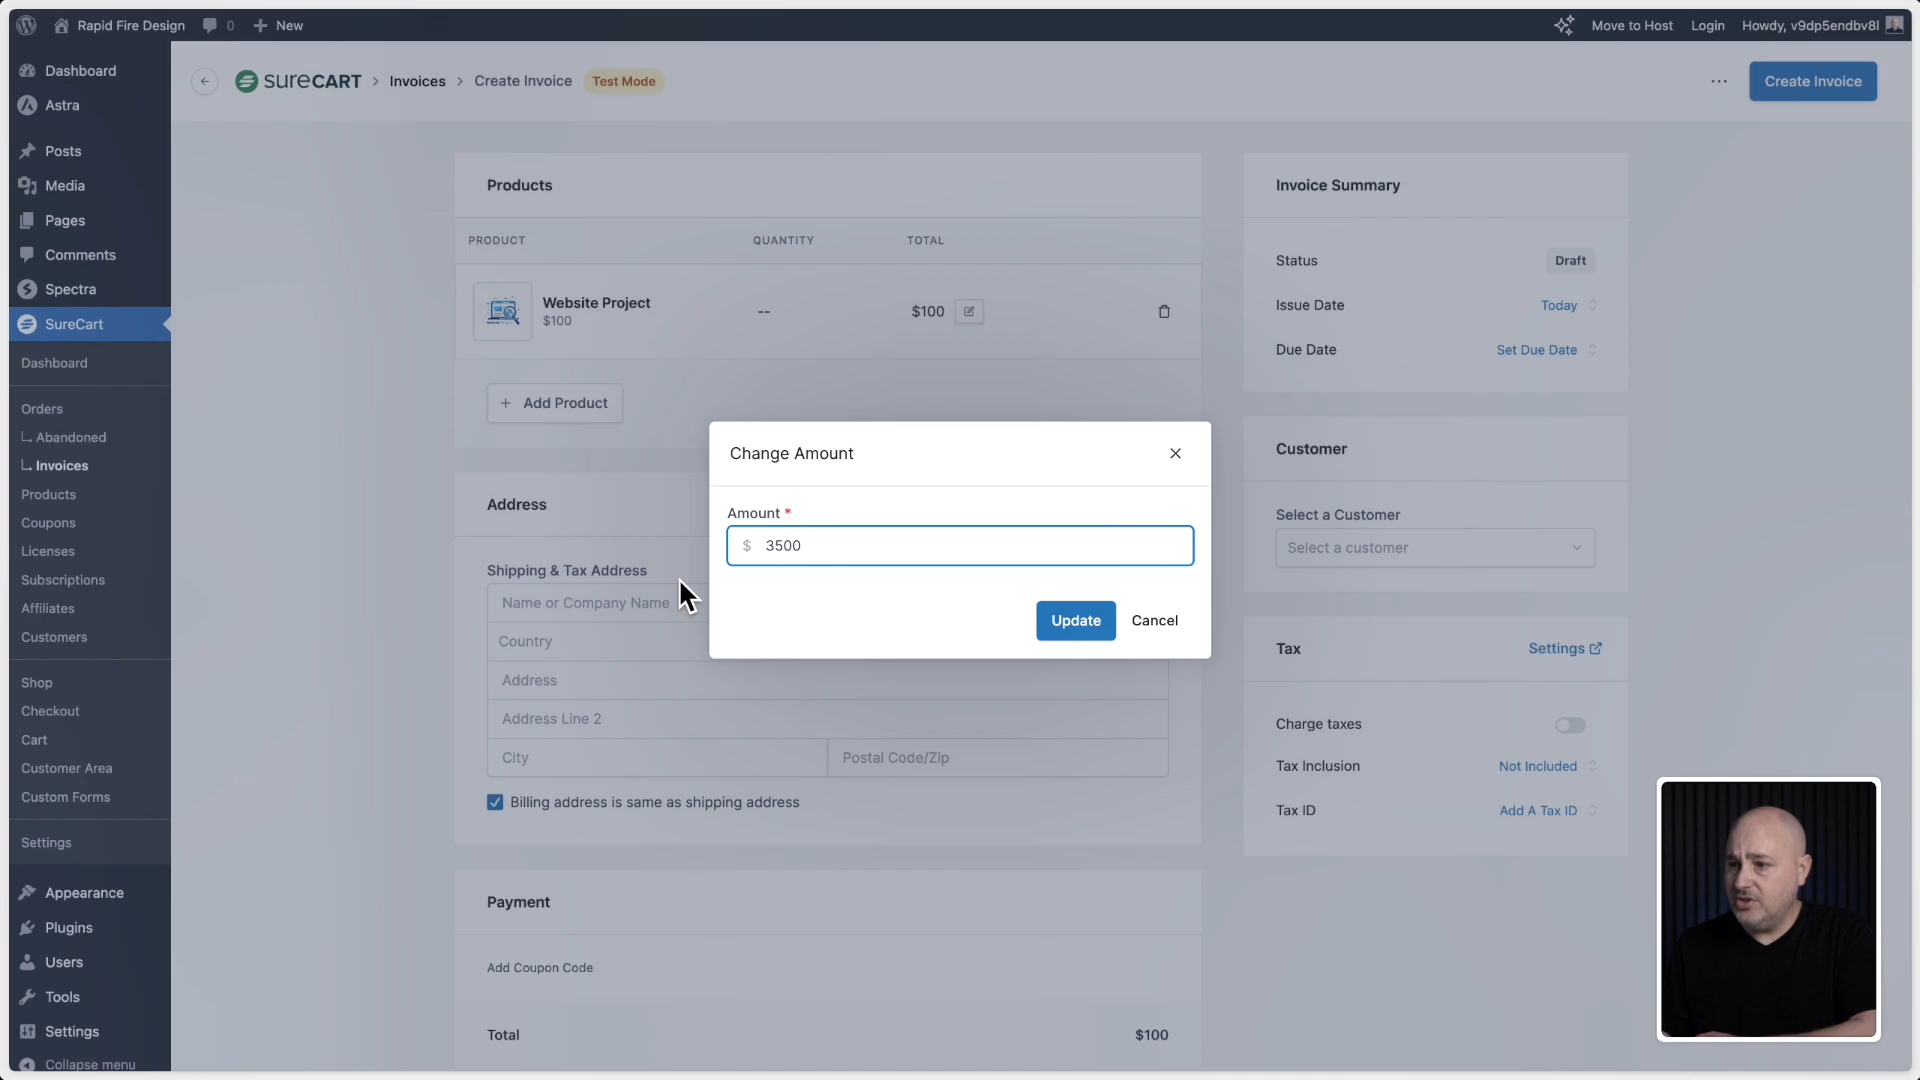 Rapid Fire Design
0
New
Move to Host
Login
Howdy, v9dp5endbv8l
Dashboard
Astra
Posts
Media
Pages
Comments
Spectra
SureCart
Dashboard
Orders
Abandoned
Invoices
Products
Coupons
Licenses
Subscriptions
Affiliates
Customers
Shop
Checkout
Cart
Customer Area
Custom Forms
Settings
Appearance
Plugins
Users
Tools
Settings
Collapse menu
SURECART > Invoices > Create Invoice
Test Mode
Create Invoice
Products
PRODUCT
QUANTITY
TOTAL
Website Project
$100
--
$100
+ Add Product
Address
Shipping & Tax Address
Name or Company Name
Country
Address
Address Line 2
City
Postal Code/Zip
Billing address is same as shipping address
Payment
Add Coupon Code
Total
$100
Change Amount
Amount *
$ 3500
Update
Cancel
Invoice Summary
Status
Draft
Issue Date
Today
Due Date
Set Due Date
Customer
Select a Customer
Select a customer
Tax
Settings
Charge taxes
Tax Inclusion
Not Included
Tax ID
Add A Tax ID